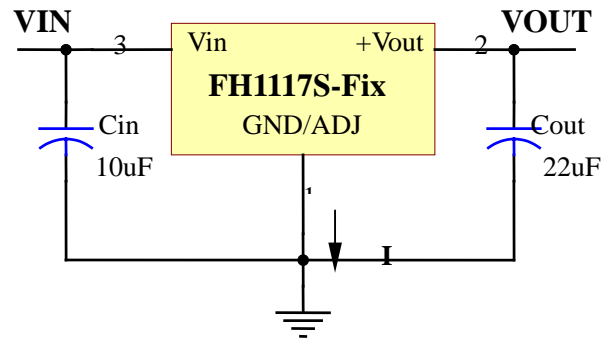 VIN VOUT
3 Vin +Vout 2
FH1117S-Fix
GND/ADJ
Cin Cout
10uF 22uF
1
I